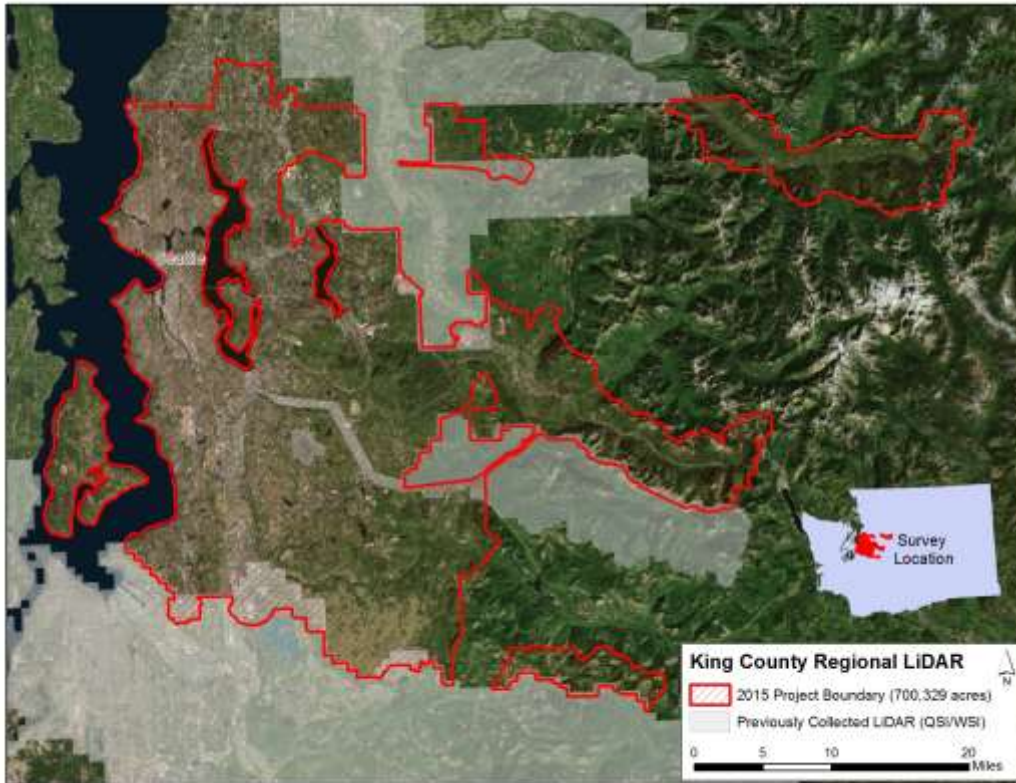 Survey
Location
King County Regional LiDAR
N
2015 Project Boundary (700,329 acres)
Previously Collected LiDAR (QSI/WSI)
0 5 10 20
Miles